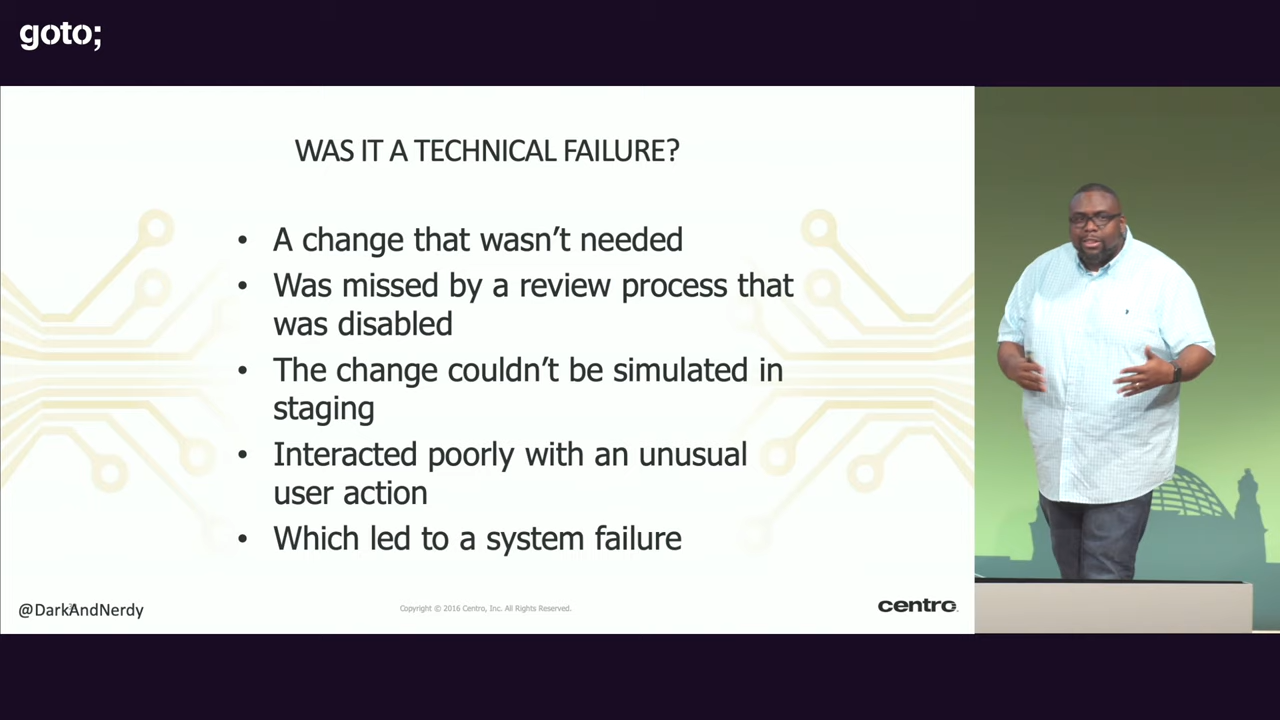 goto;
WAS IT A TECHNICAL FAILURE?
• A change that wasn't needed
• Was missed by a review process that
was disabled
• The change couldn't be simulated in
staging
• Interacted poorly with an unusual
user action
• Which led to a system failure
@DarkAndNerdy
Copyright © 2016 Centro, Inc. All Rights Reserved.
centro